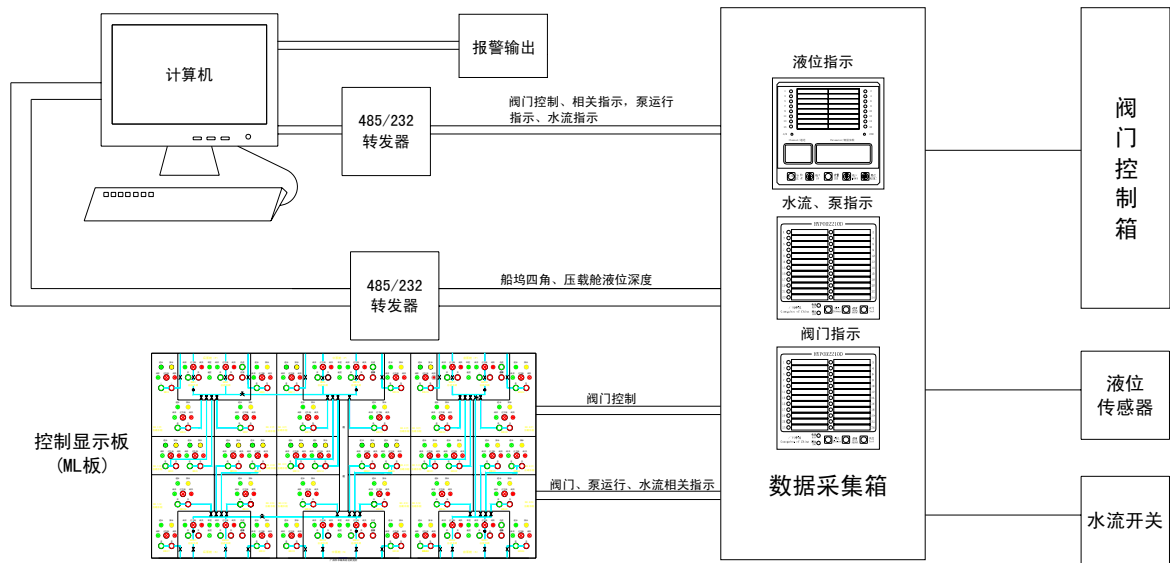 计算机
报警输出
485/232
转发器
阀门控制、相关指示，泵运行
指示、水流指示
485/232
转发器
船坞四角、压载舱液位深度
控制显示板
(ML板)
阀门控制
阀门、泵运行、水流相关指示
液位指示
水流、泵指示
阀门指示
数据采集箱
阀门控制箱
液位
传感器
水流开关